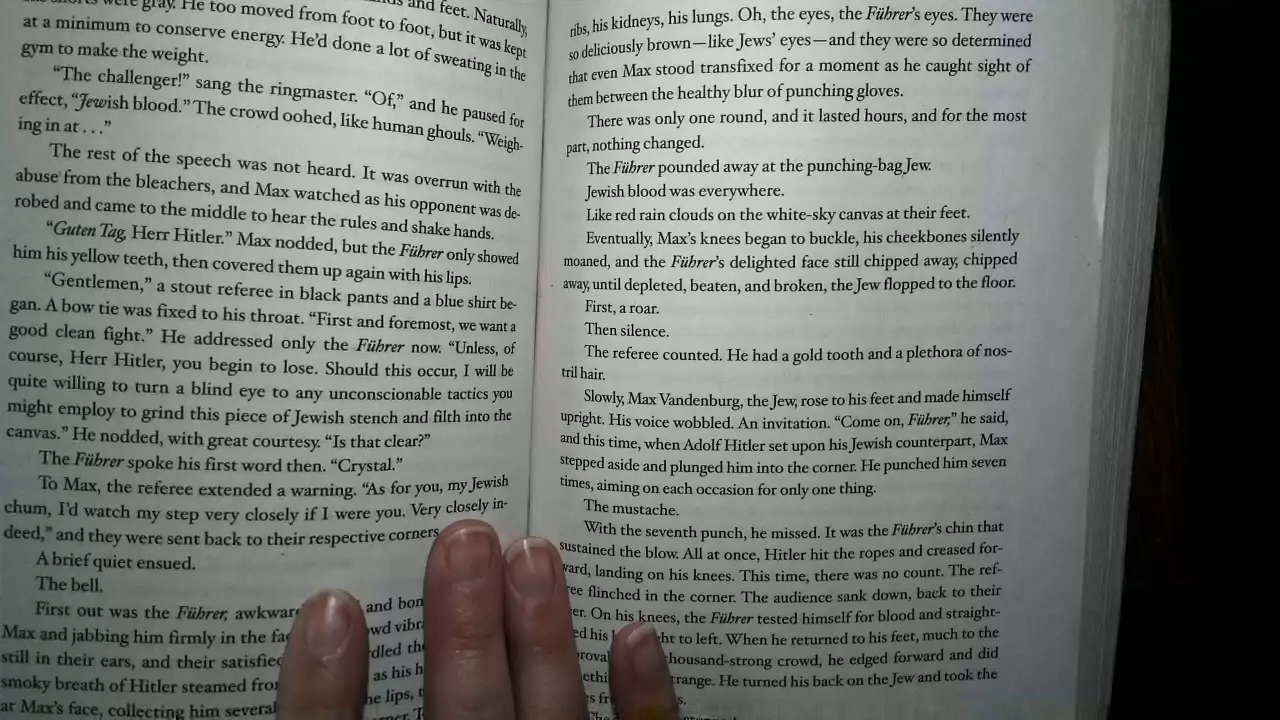 shorts were gray. He too moved from foot to foot, but it was kept
at a minimum to conserve energy. He'd done a lot of sweating in the
gym to make the weight.
"The challenger!" sang the ringmaster. "Of," and he paused for
effect, "Jewish blood." The crowd oohed, like human ghouls. "Weigh-
ing in at . . ."
The rest of the speech was not heard. It was overrun with the
abuse from the bleachers, and Max watched as his opponent was de-
robed and came to the middle to hear the rules and shake hands.
"Guten Tag, Herr Hitler." Max nodded, but the Führer only showed
him his yellow teeth, then covered them up again with his lips.
"Gentlemen," a stout referee in black pants and a blue shirt be-
gan. A bow tie was fixed to his throat. "First and foremost, we want a
good clean fight." He addressed only the Führer now. "Unless, of
course, Herr Hitler, you begin to lose. Should this occur, I will be
quite willing to turn a blind eye to any unconscionable tactics you
might employ to grind this piece of Jewish stench and filth into the
canvas." He nodded, with great courtesy. "Is that clear?"
The Führer spoke his first word then. "Crystal."
To Max, the referee extended a warning. "As for you, my Jewish
chum, I'd watch my step very closely if I were you. Very closely in-
deed," and they were sent back to their respective corners
A brief quiet ensued.
The bell.
First out was the Führer, and
Max and jabbing him firmly in the
still in their ears, and their
smoky breath of Hitler steamed
at Max's face, collecting him several
ribs, his kidneys, his lungs. Oh, the eyes, the Führer's eyes. They were
so deliciously brown—like Jews' eyes—and they were so determined
that even Max stood transfixed for a moment as he caught sight of
them between the healthy blur of punching gloves.
There was only one round, and it lasted hours, and for the most
part, nothing changed.
The Führer pounded away at the punching-bag Jew.
Jewish blood was everywhere.
Like red rain clouds on the white-sky canvas at their feet.
Eventually, Max's knees began to buckle, his cheekbones silently
moaned, and the Führer's delighted face still chipped away, chipped
away, until depleted, beaten, and broken, the Jew flopped to the floor.
First, a roar.
Then silence.
The referee counted. He had a gold tooth and a plethora of nos-
tril hair.
Slowly, Max Vandenburg, the Jew, rose to his feet and made himself
upright. His voice wobbled. An invitation. "Come on, Führer," he said,
and this time, when Adolf Hitler set upon his Jewish counterpart, Max
stepped aside and plunged him into the corner. He punched him seven
times, aiming on each occasion for only one thing.
The mustache.
With the seventh punch, he missed. It was the Führer's chin that
sustained the blow. All at once, Hitler hit the ropes and creased for-
ward, landing on his knees. This time, there was no count. The ref-
flinched in the corner. The audience sank down, back to their
On his knees, the Führer tested himself for blood and straight-
his to left. When he returned to his feet, much to the
thousand-strong crowd, he edged forward and did
He turned his back on the Jew and took the